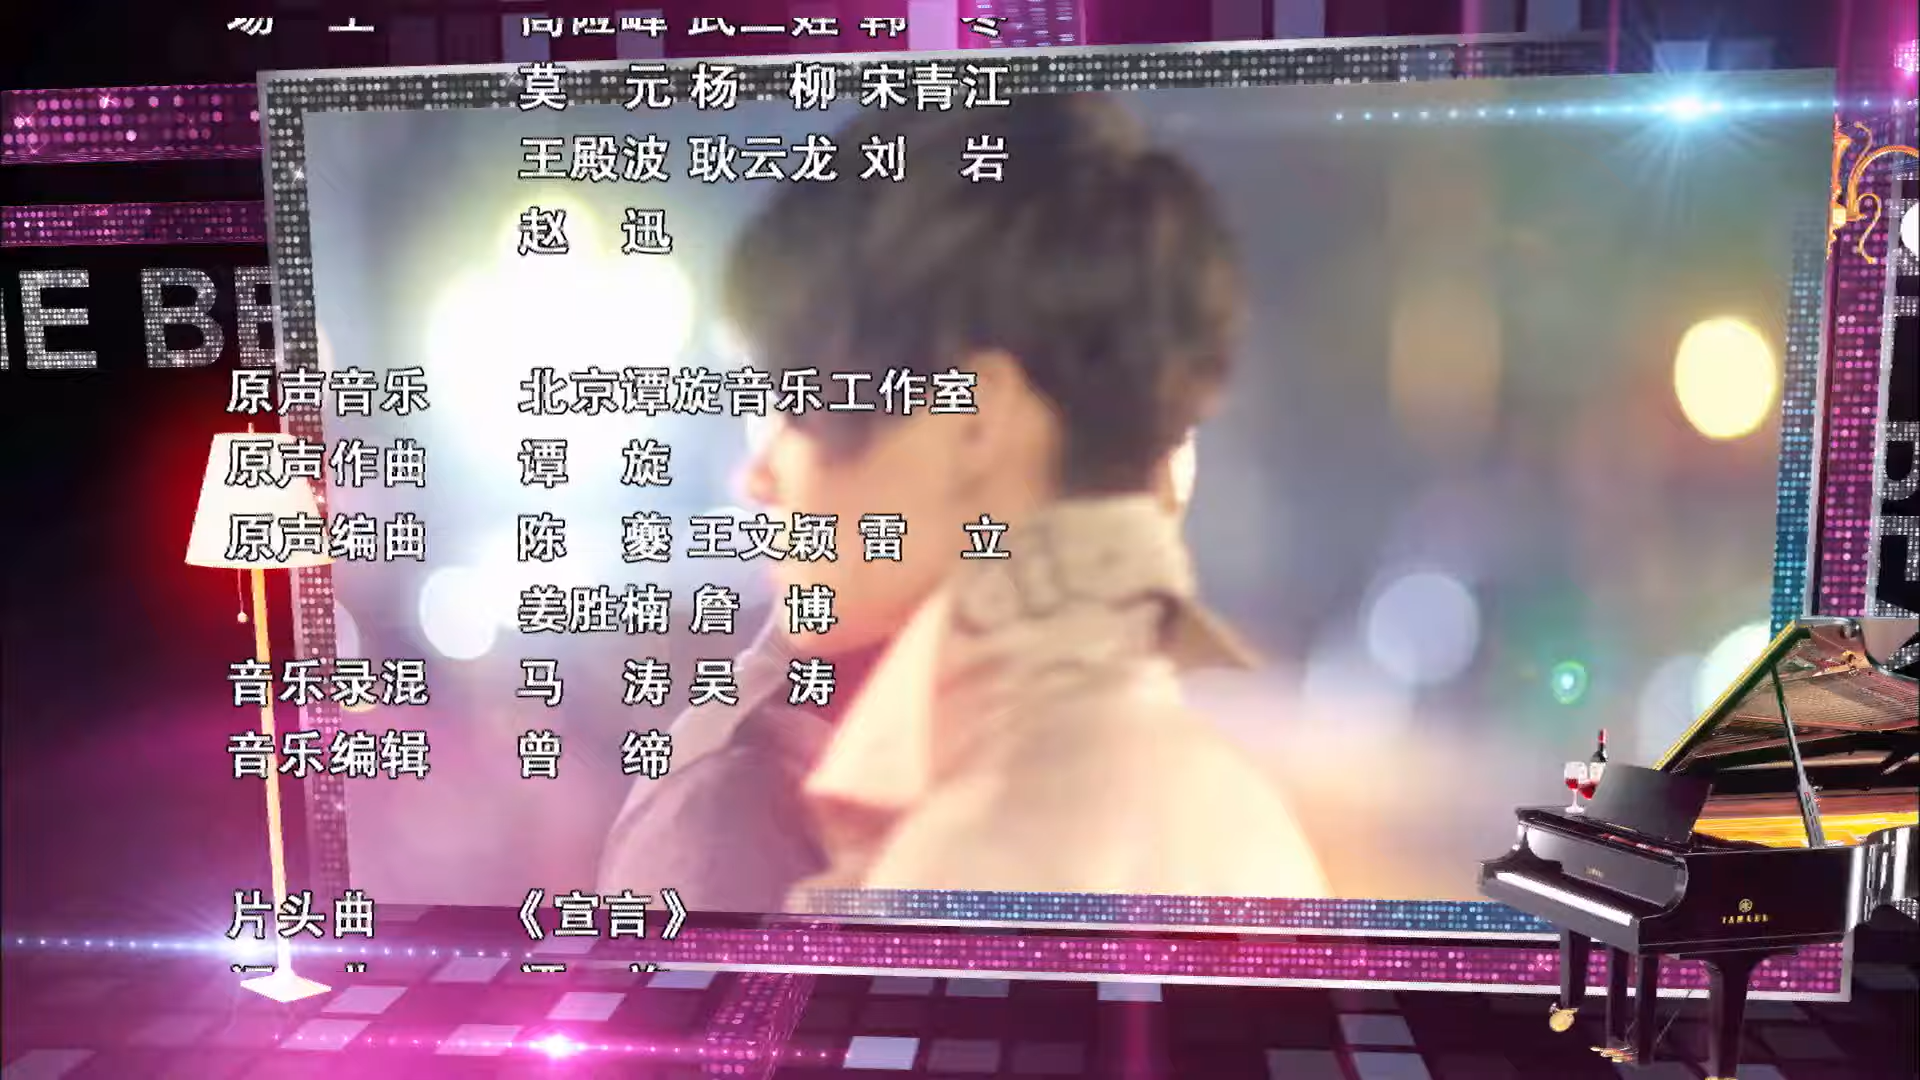 莫　元 杨　柳 宋青江
王殿波 耿云龙 刘　岩
赵　迅
原声音乐　北京谭旋音乐工作室
原声作曲　谭　旋
原声编曲　陈　夔 王文颖 雷　立
姜胜楠 詹　博
音乐录混　马　涛 吴　涛
音乐编辑　曾　缔
片头曲　《宣言》
YAMAHA